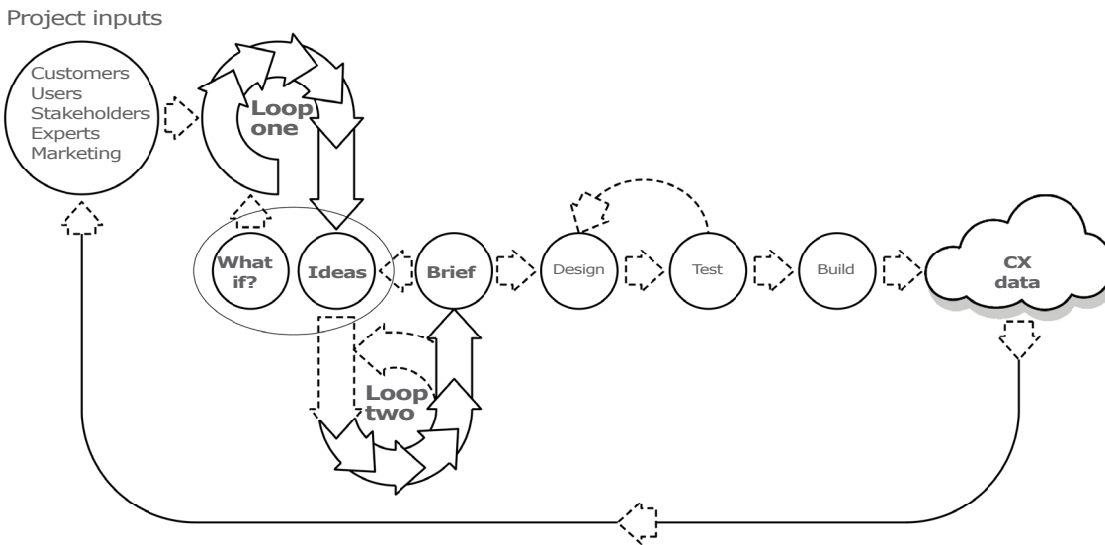 Project inputs
Customers
Users
Stakeholders
Experts
Marketing
Loop
one
What
if?
Ideas
Brief
Design
Test
Build
CX
data
Loop
two